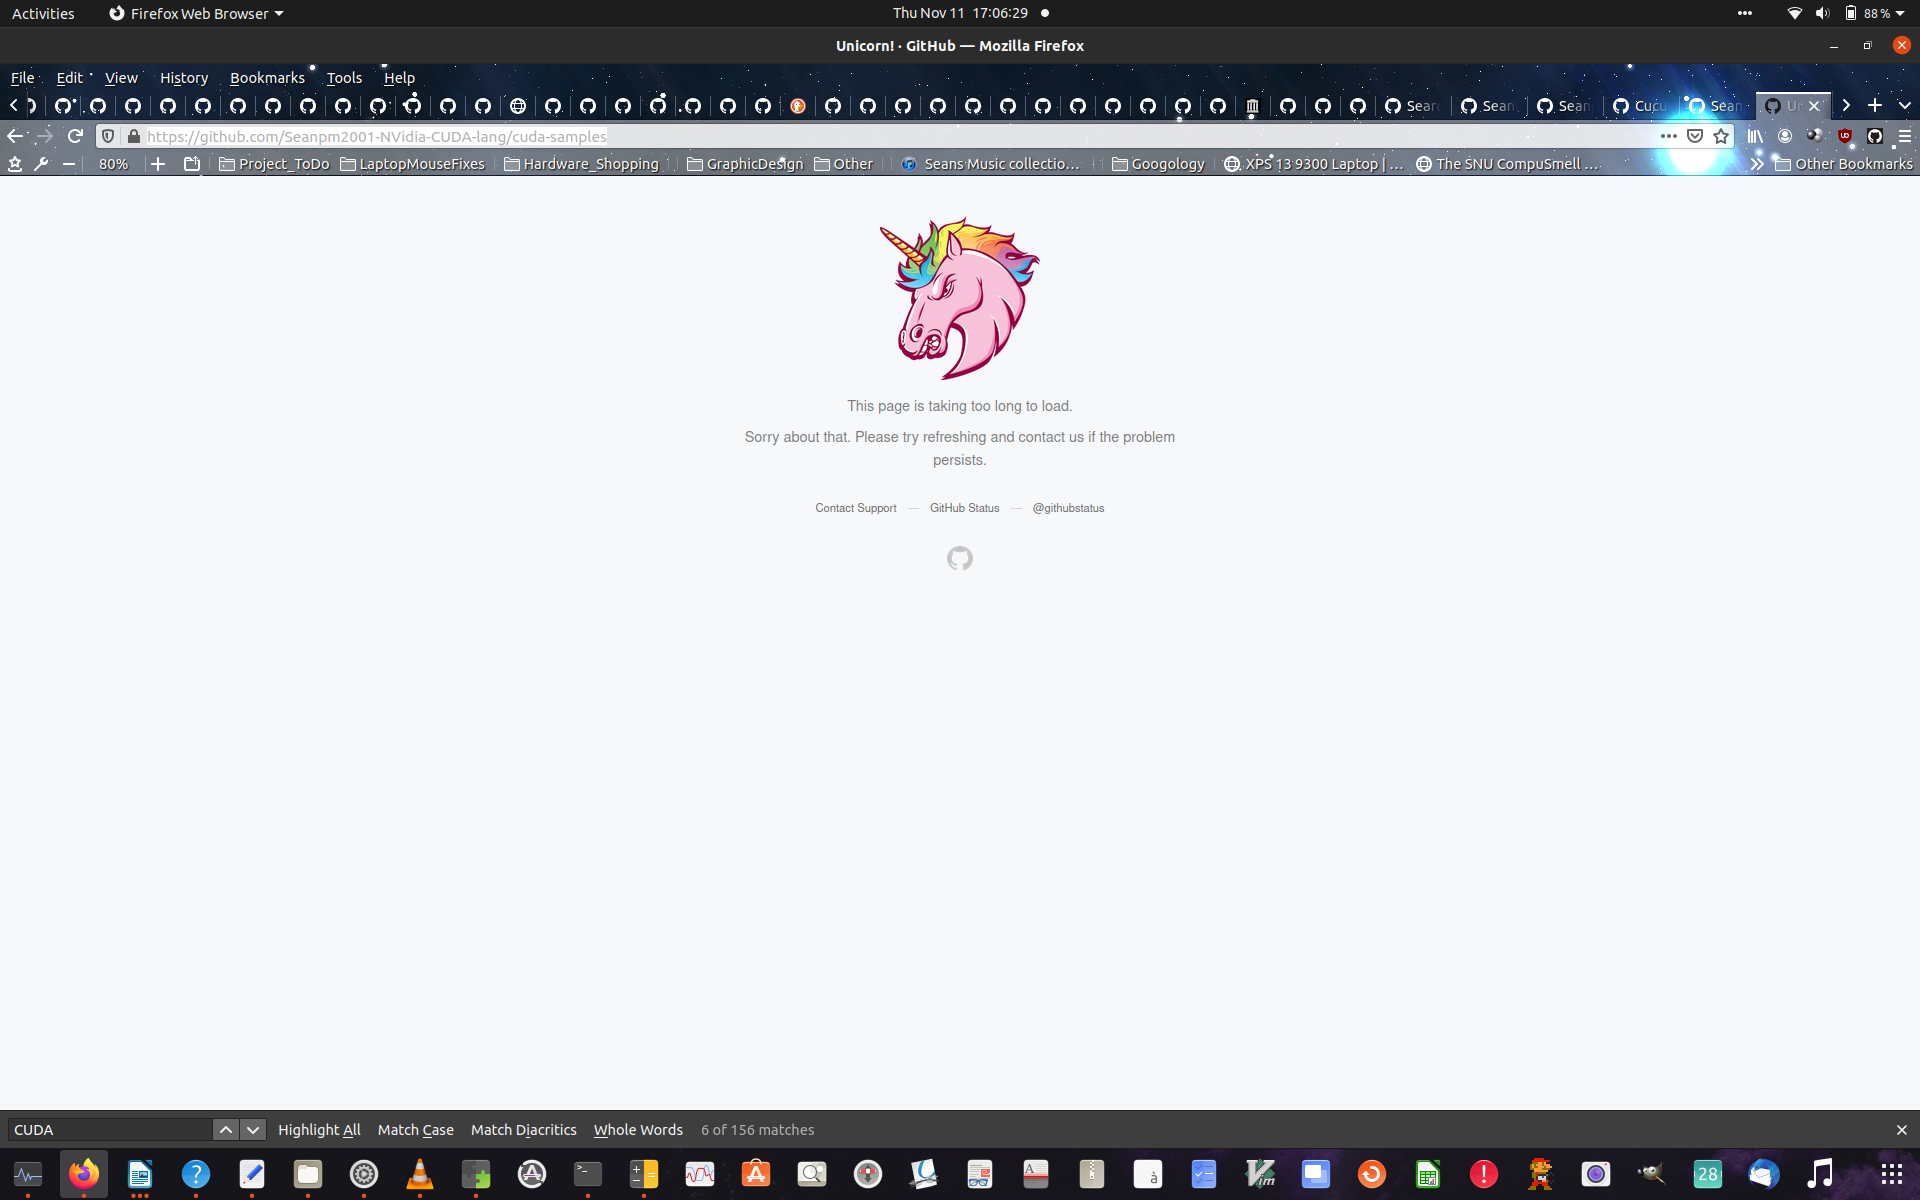 Activities Firefox Web Browser Thu Nov 11 17:06:29 88%
Unicorn! · GitHub — Mozilla Firefox
File Edit View History Bookmarks Tools Help
Sear Sean Sean Cucu Sean
https://github.com/Seanpm2001-NVidia-CUDA-lang/cuda-samples
80% Project_ToDo LaptopMouseFixes Hardware_Shopping GraphicDesign Other Seans Music collectio... Googology XPS 13 9300 Laptop | ... The SNU CompuSmell ... Other Bookmarks
This page is taking too long to load.
Sorry about that. Please try refreshing and contact us if the problem
persists.
Contact Support — GitHub Status — @githubstatus
CUDA Highlight All Match Case Match Diacritics Whole Words 6 of 156 matches
28